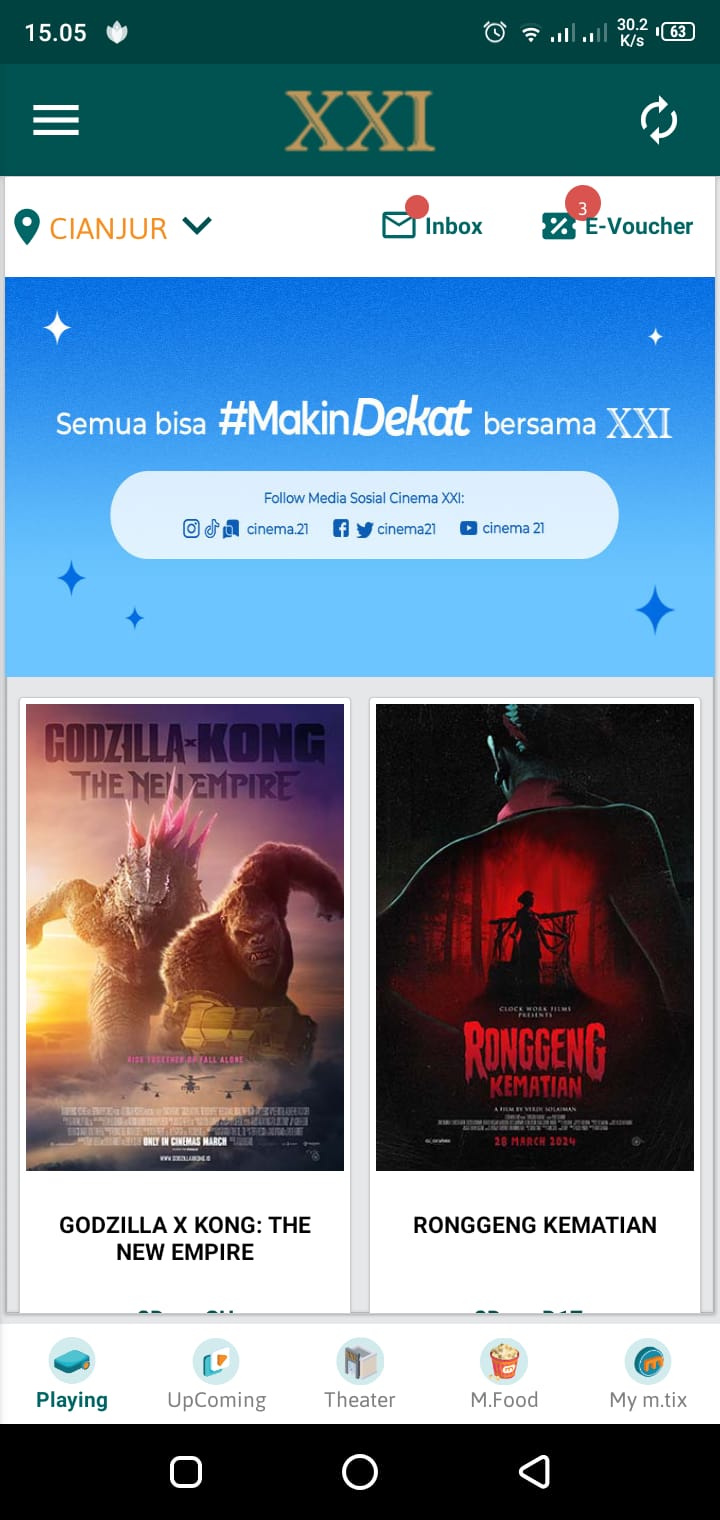 15.05
30.2
K/s
63
XXI
CIANJUR
Inbox
3
E-Voucher
Semua bisa #MakinDekat bersama XXI
Follow Media Sosial Cinema XXI:
cinema.21 cinema21 cinema 21
GODZILLA x KONG
THE NEW EMPIRE
RISE TOGETHER OR FALL ALONE
ONLY IN CINEMAS MARCH
CLOCK WORK FILMS
PRESENTS
RONGGENG
KEMATIAN
A FILM BY VERDI SOLAIMAN
28 MARCH 2024
GODZILLA X KONG: THE
NEW EMPIRE
RONGGENG KEMATIAN
Playing
UpComing
Theater
M.Food
My m.tix